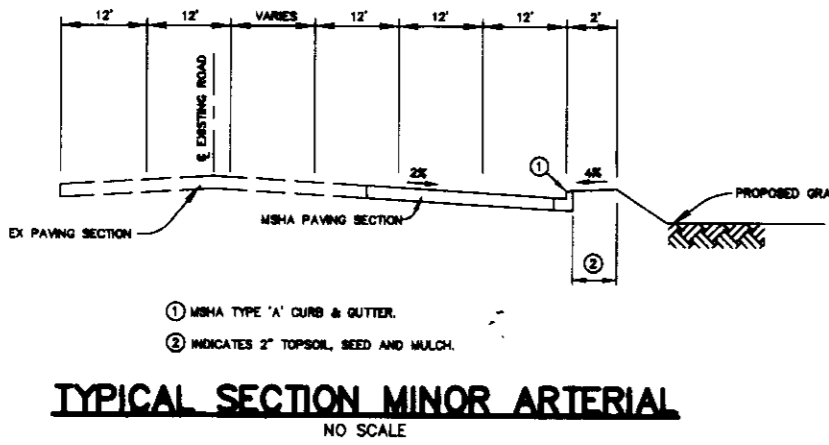 12' 12' VARIES 12' 12' 12' 2'
℄ EXISTING ROAD
2% 1 4%
EX PAVING SECTION
MSHA PAVING SECTION
PROPOSED GRA
2
1 MSHA TYPE 'A' CURB & GUTTER.
2 INDICATES 2" TOPSOIL, SEED AND MULCH.
TYPICAL SECTION MINOR ARTERIAL
NO SCALE